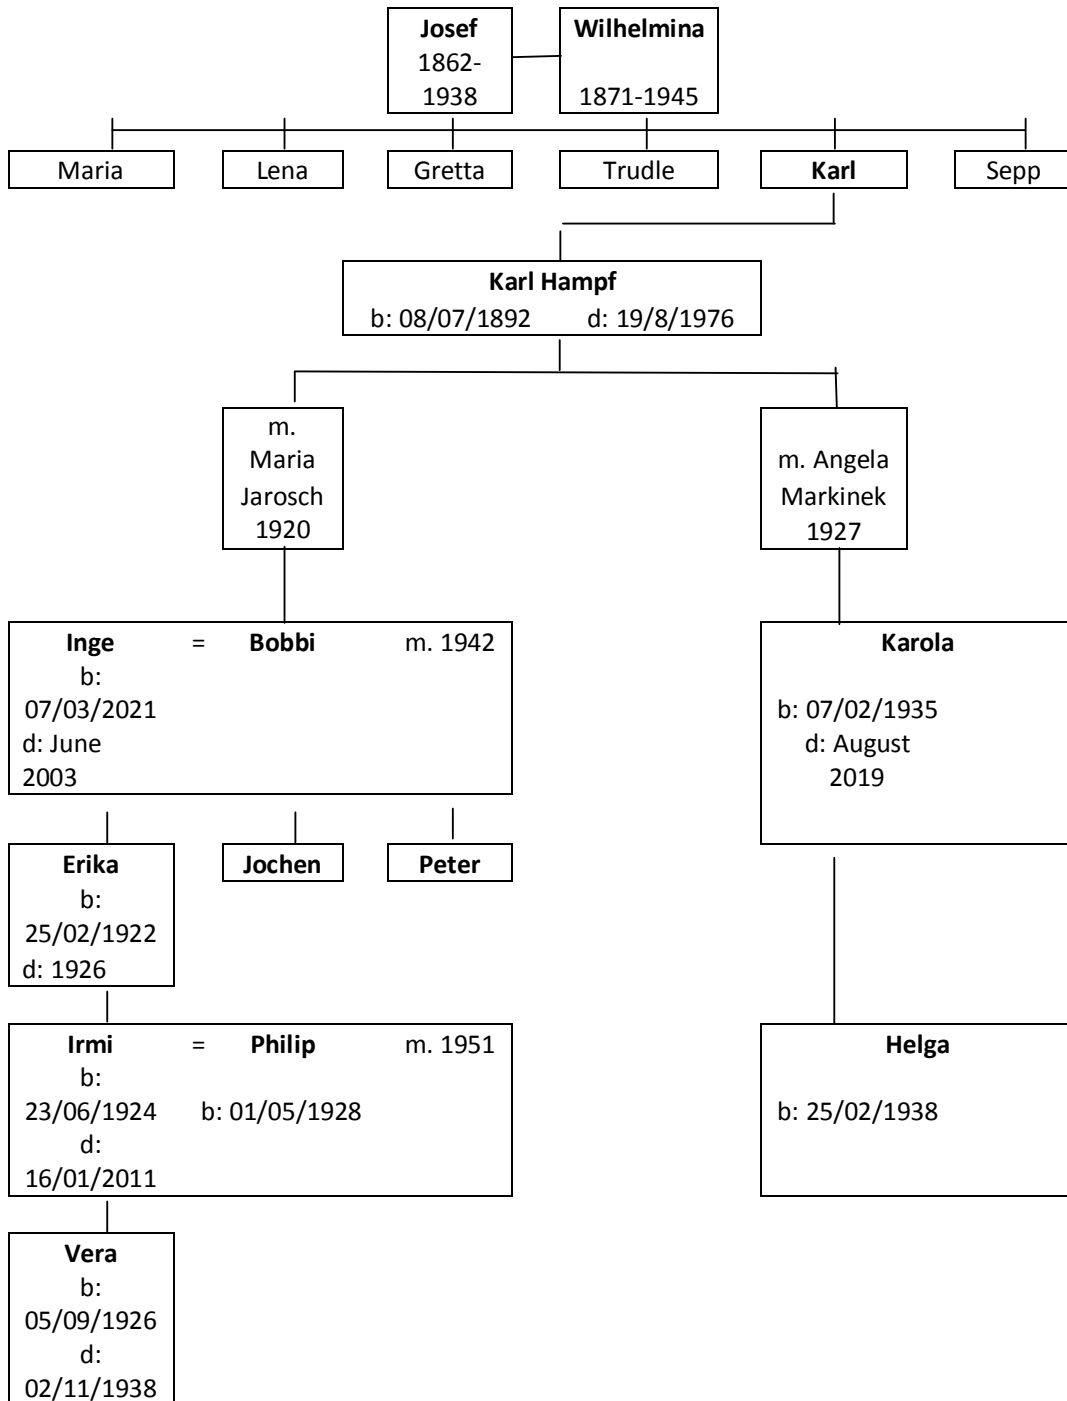 Josef
1862-
1938
Wilhelmina
1871-1945
Maria
Lena
Gretta
Trudle
Karl
Sepp
Karl Hampf
b: 08/07/1892 d: 19/8/1976
m.
Maria
Jarosch
1920
m. Angela
Markinek
1927
Inge = Bobbi m. 1942
b:
07/03/2021
d: June
2003
Karola
b: 07/02/1935
d: August
2019
Erika
b:
25/02/1922
d: 1926
Jochen
Peter
Irmi = Philip m. 1951
b:
23/06/1924 b: 01/05/1928
d:
16/01/2011
Helga
b: 25/02/1938
Vera
b:
05/09/1926
d:
02/11/1938